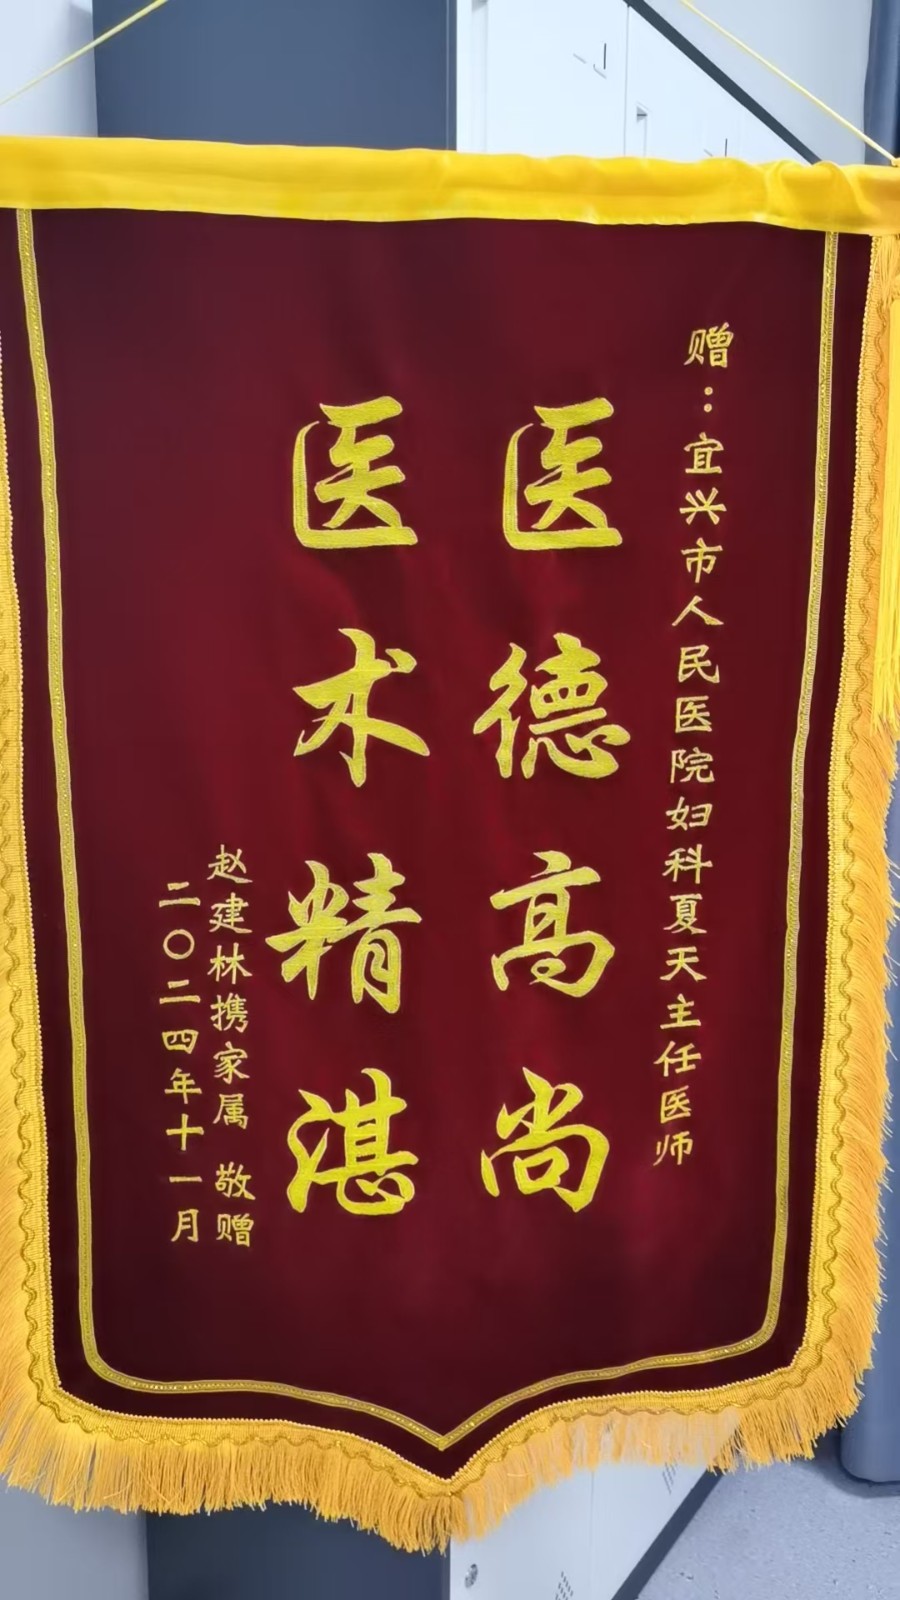 赠：宜兴市人民医院妇科夏天主任医师
医德高尚
医术精湛
赵建林携家属 敬赠
二〇二四年十一月